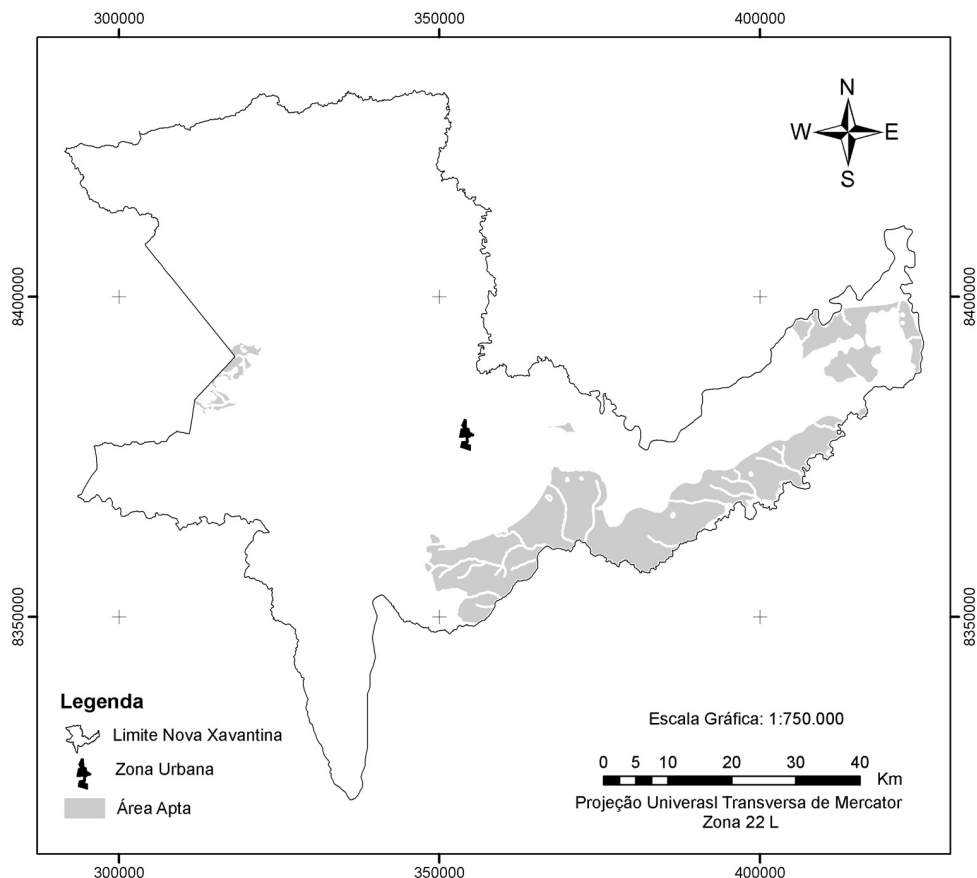 300000
350000
400000
N
W
E
S
8400000
8400000
8350000
8350000
Legenda
Limite Nova Xavantina
Zona Urbana
Área Apta
Escala Gráfica: 1:750.000
0 5 10 20 30 40
Km
Projeção Univerasl Transversa de Mercator
Zona 22 L
300000
350000
400000